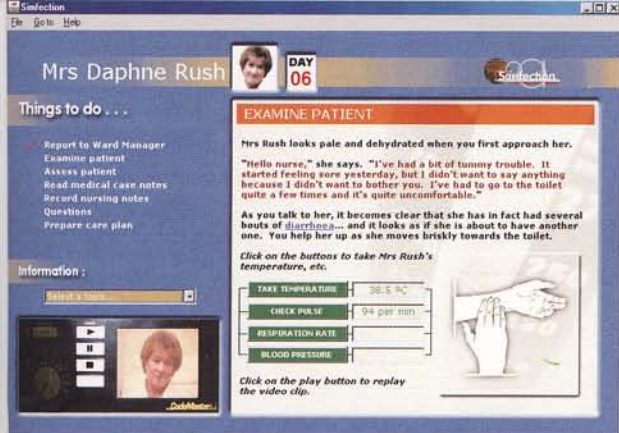 Simfection
File Go to Help
Mrs Daphne Rush
DAY
06
Simfection
Things to do . . .
Report to Ward Manager
Examine patient
Assess patient
Read medical case notes
Record nursing notes
Questions
Prepare care plan
Information :
Select a topic...
CodeMaster
EXAMINE PATIENT
Mrs Rush looks pale and dehydrated when you first approach her.
"Hello nurse," she says. "I've had a bit of tummy trouble. It
started feeling sore yesterday, but I didn't want to say anything
because I didn't want to bother you. I've had to go to the toilet
quite a few times and it's quite uncomfortable."
As you talk to her, it becomes clear that she has in fact had several
bouts of diarrhoea... and it looks as if she is about to have another
one. You help her up as she moves briskly towards the toilet.
Click on the buttons to take Mrs Rush's
temperature, etc.
TAKE TEMPERATURE 38.5 ºC
CHECK PULSE 94 per min
RESPIRATION RATE
BLOOD PRESSURE
Click on the play button to replay
the video clip.